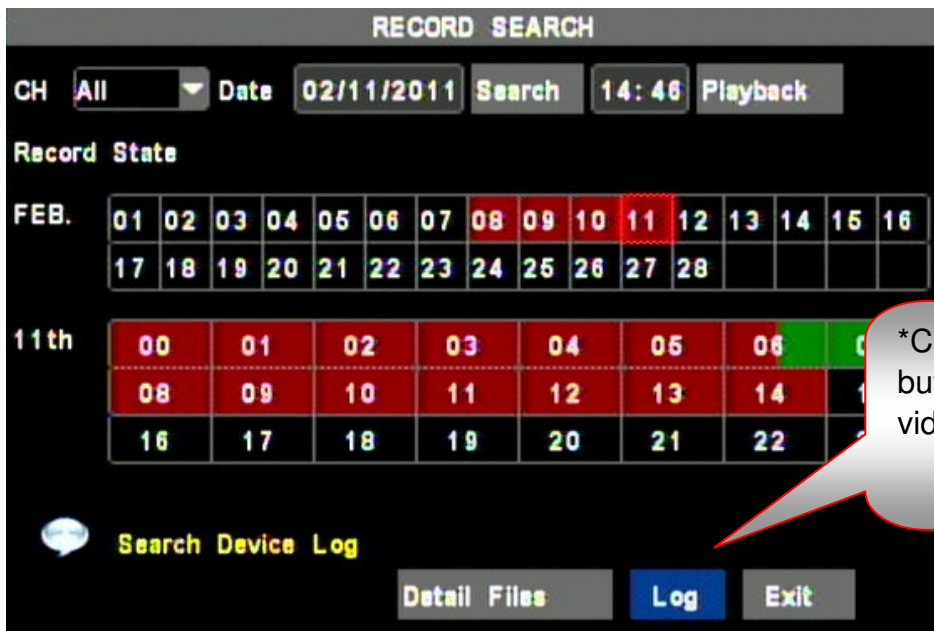 RECORD SEARCH
CH All Date 02/11/2011 Search 14:46 Playback
Record State
FEB. 01 02 03 04 05 06 07 08 09 10 11 12 13 14 15 16
17 18 19 20 21 22 23 24 25 26 27 28
11th 00 01 02 03 04 05 06
08 09 10 11 12 13 14
16 17 18 19 20 21 22
Search Device Log
Detail Files Log Exit